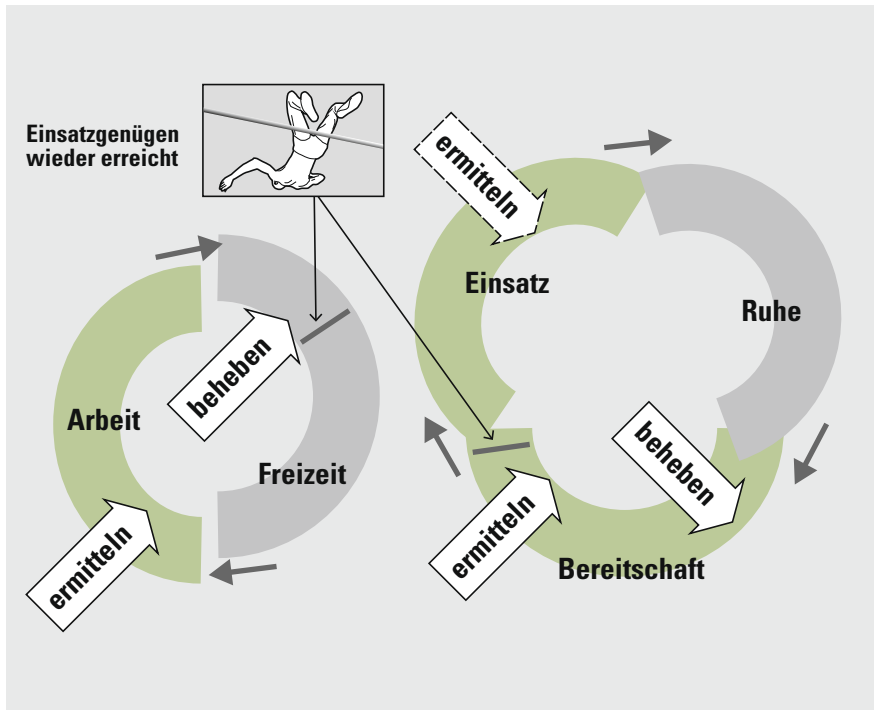 Einsatzgenügen
wieder erreicht
ermitteln
Einsatz
Ruhe
beheben
Arbeit
Freizeit
ermitteln
beheben
ermitteln
Bereitschaft